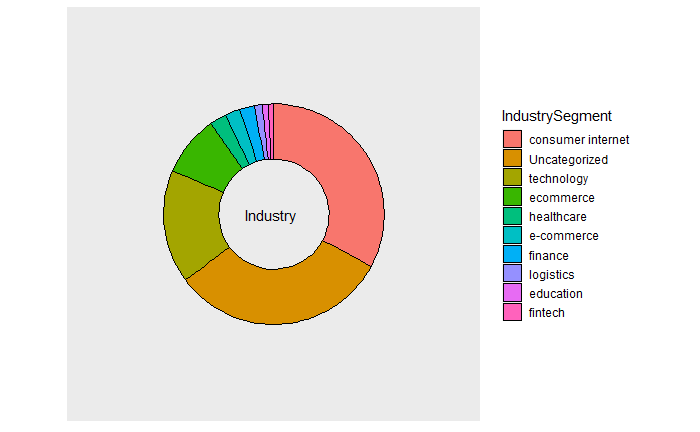 Industry
IndustrySegment
consumer internet
Uncategorized
technology
ecommerce
healthcare
e-commerce
finance
logistics
education
fintech